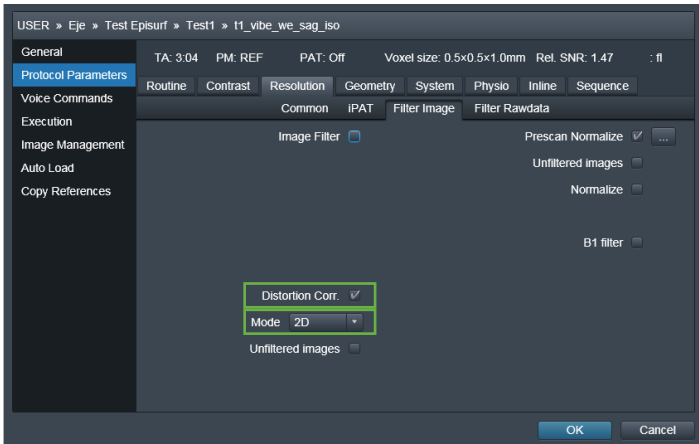 USER » Eje » Test Episurf » Test1 » t1_vibe_we_sag_iso
General
Protocol Parameters
Voice Commands
Execution
Image Management
Auto Load
Copy References
TA: 3:04 PM: REF PAT: Off Voxel size: 0.5×0.5×1.0mm Rel. SNR: 1.47 : fl
Routine Contrast Resolution Geometry System Physio Inline Sequence
Common iPAT Filter Image Filter Rawdata
Image Filter Prescan Normalize ...
Unfiltered images
Normalize
B1 filter
Distortion Corr.
Mode 2D
Unfiltered images
OK Cancel